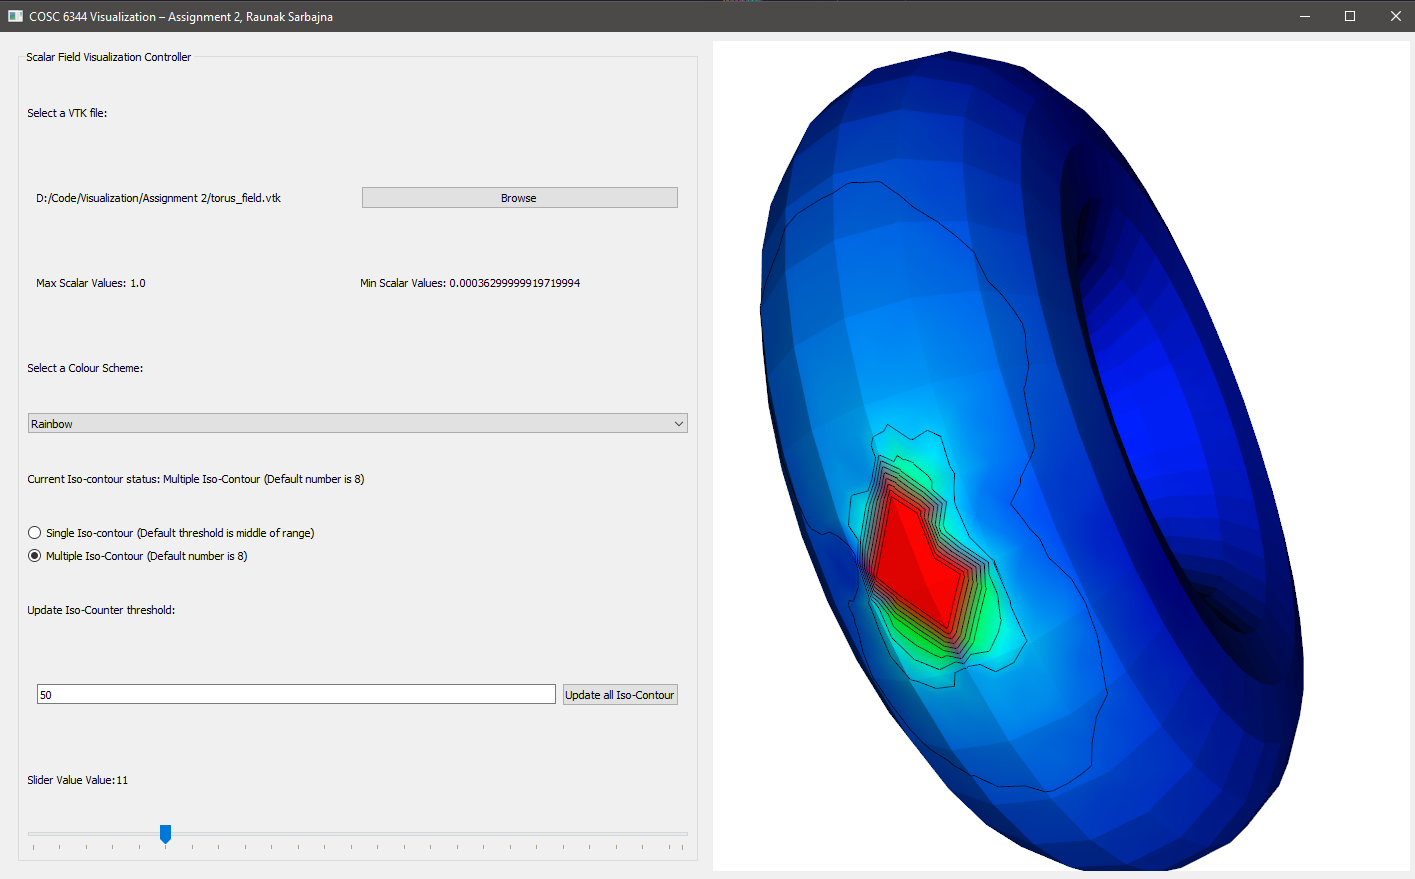 COSC 6344 Visualization – Assignment 2, Raunak Sarbajna
Scalar Field Visualization Controller
Select a VTK file:
D:/Code/Visualization/Assignment 2/torus_field.vtk
Browse
Max Scalar Values: 1.0
Min Scalar Values: 0.00036299999919719994
Select a Colour Scheme:
Rainbow
Current Iso-contour status: Multiple Iso-Contour (Default number is 8)
Single Iso-contour (Default threshold is middle of range)
Multiple Iso-Contour (Default number is 8)
Update Iso-Counter threshold:
50
Update all Iso-Contour
Slider Value Value:11